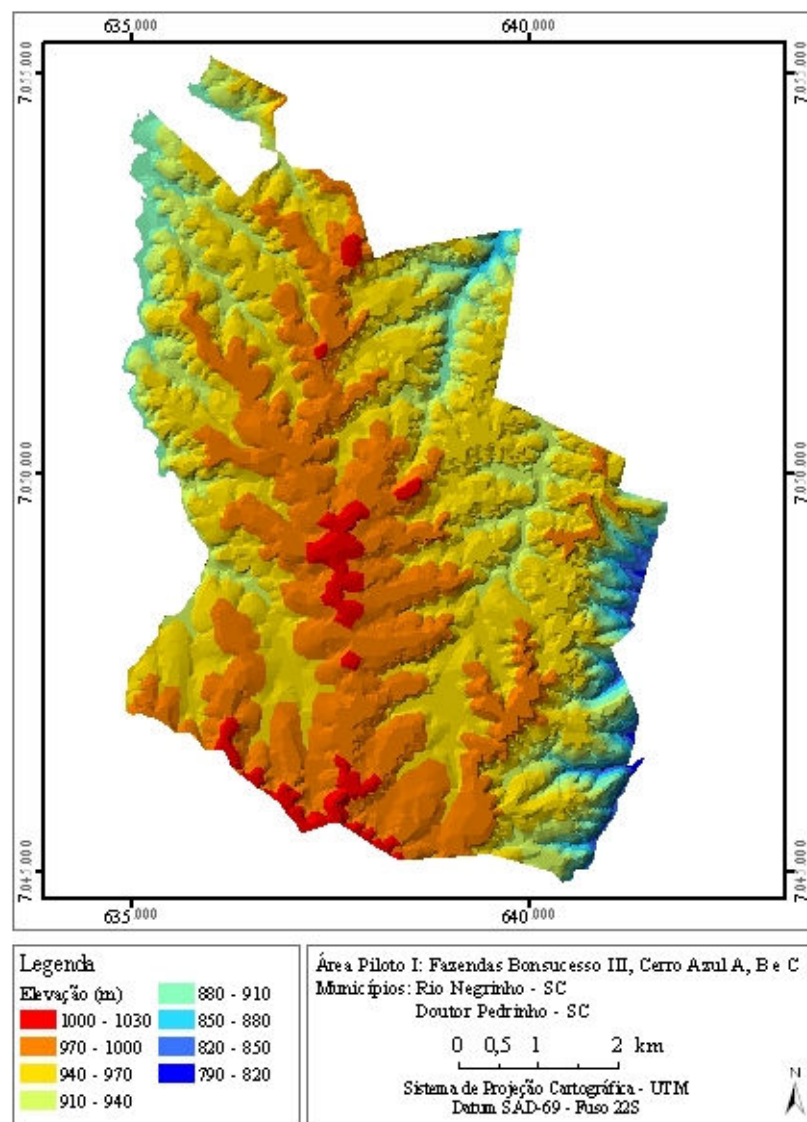 635.000 640.000
7.055.000 7.055.000
7.050.000 7.050.000
7.045.000 7.045.000
635.000 640.000
Legenda
Elevação (m)
1000 - 1030
970 - 1000
940 - 970
910 - 940
880 - 910
850 - 880
820 - 850
790 - 820
Área Piloto I: Fazendas Bonsucesso III, Cerro Azul A, B e C
Municípios: Rio Negrinho - SC
Doutor Pedrinho - SC
0 0,5 1 2 km
Sistema de Projeção Cartográfica - UTM
Datum SAD-69 - Fuso 22S
N